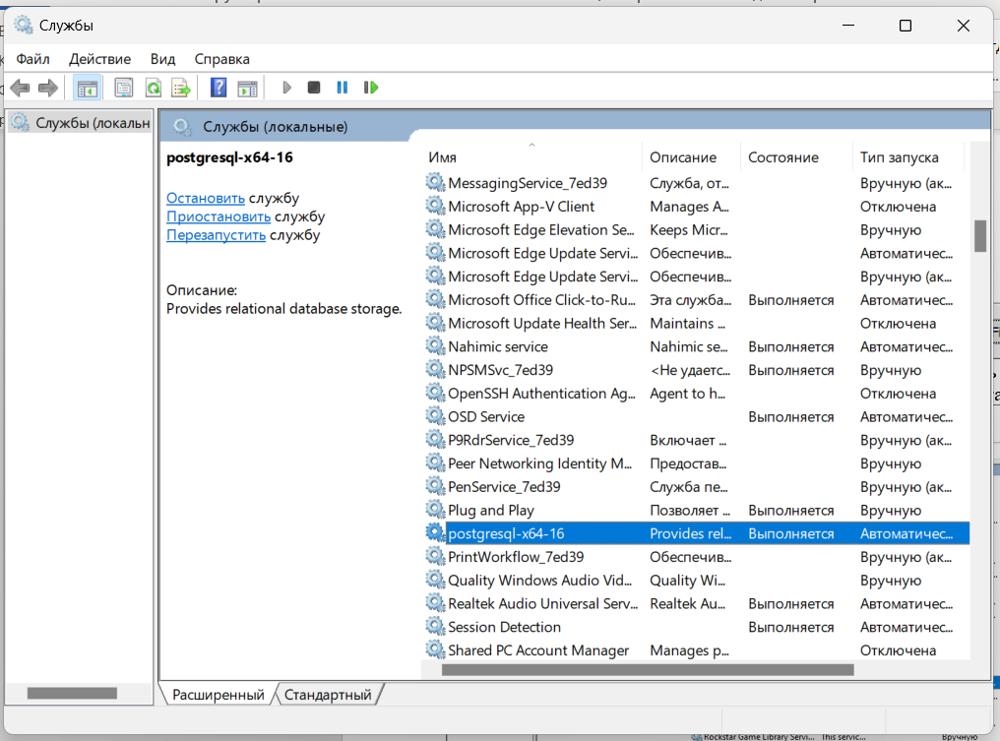 Службы
Файл Действие Вид Справка
Службы (локальн
Службы (локальные)
postgresql-x64-16
Остановить службу
Приостановить службу
Перезапустить службу
Описание:
Provides relational database storage.
Имя Описание Состояние Тип запуска
MessagingService_7ed39 Служба, от... Вручную (ак...
Microsoft App-V Client Manages A... Отключена
Microsoft Edge Elevation Se... Keeps Micr... Вручную
Microsoft Edge Update Servi... Обеспечив... Автоматичес...
Microsoft Edge Update Servi... Обеспечив... Вручную (ак...
Microsoft Office Click-to-Ru... Эта служба... Выполняется Автоматичес...
Microsoft Update Health Ser... Maintains ... Отключена
Nahimic service Nahimic se... Выполняется Автоматичес...
NPSMSvc_7ed39 <Не удаетс... Выполняется Вручную
OpenSSH Authentication Ag... Agent to h... Отключена
OSD Service Выполняется Автоматичес...
P9RdrService_7ed39 Включает ... Вручную (ак...
Peer Networking Identity M... Предостав... Вручную
PenService_7ed39 Служба пе... Вручную (ак...
Plug and Play Позволяет ... Выполняется Вручную
postgresql-x64-16 Provides rel... Выполняется Автоматичес...
PrintWorkflow_7ed39 Обеспечив... Вручную (ак...
Quality Windows Audio Vid... Quality Wi... Вручную
Realtek Audio Universal Serv... Realtek Au... Выполняется Автоматичес...
Session Detection Выполняется Автоматичес...
Shared PC Account Manager Manages p... Отключена
Расширенный Стандартный
Rockstar Game Library Servi... This servic... Вручную